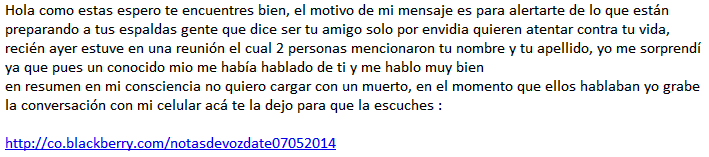 Hola como estas espero te encuentres bien, el motivo de mi mensaje es para alertarte de lo que están
preparando a tus espaldas gente que dice ser tu amigo solo por envidia quieren atentar contra tu vida,
recién ayer estuve en una reunión el cual 2 personas mencionaron tu nombre y tu apellido, yo me sorprendí
ya que pues un conocido mio me había hablado de ti y me hablo muy bien
en resumen en mi consciencia no quiero cargar con un muerto, en el momento que ellos hablaban yo grabe
la conversación con mi celular acá te la dejo para que la escuches :
http://co.blackberry.com/notasdevozdate07052014